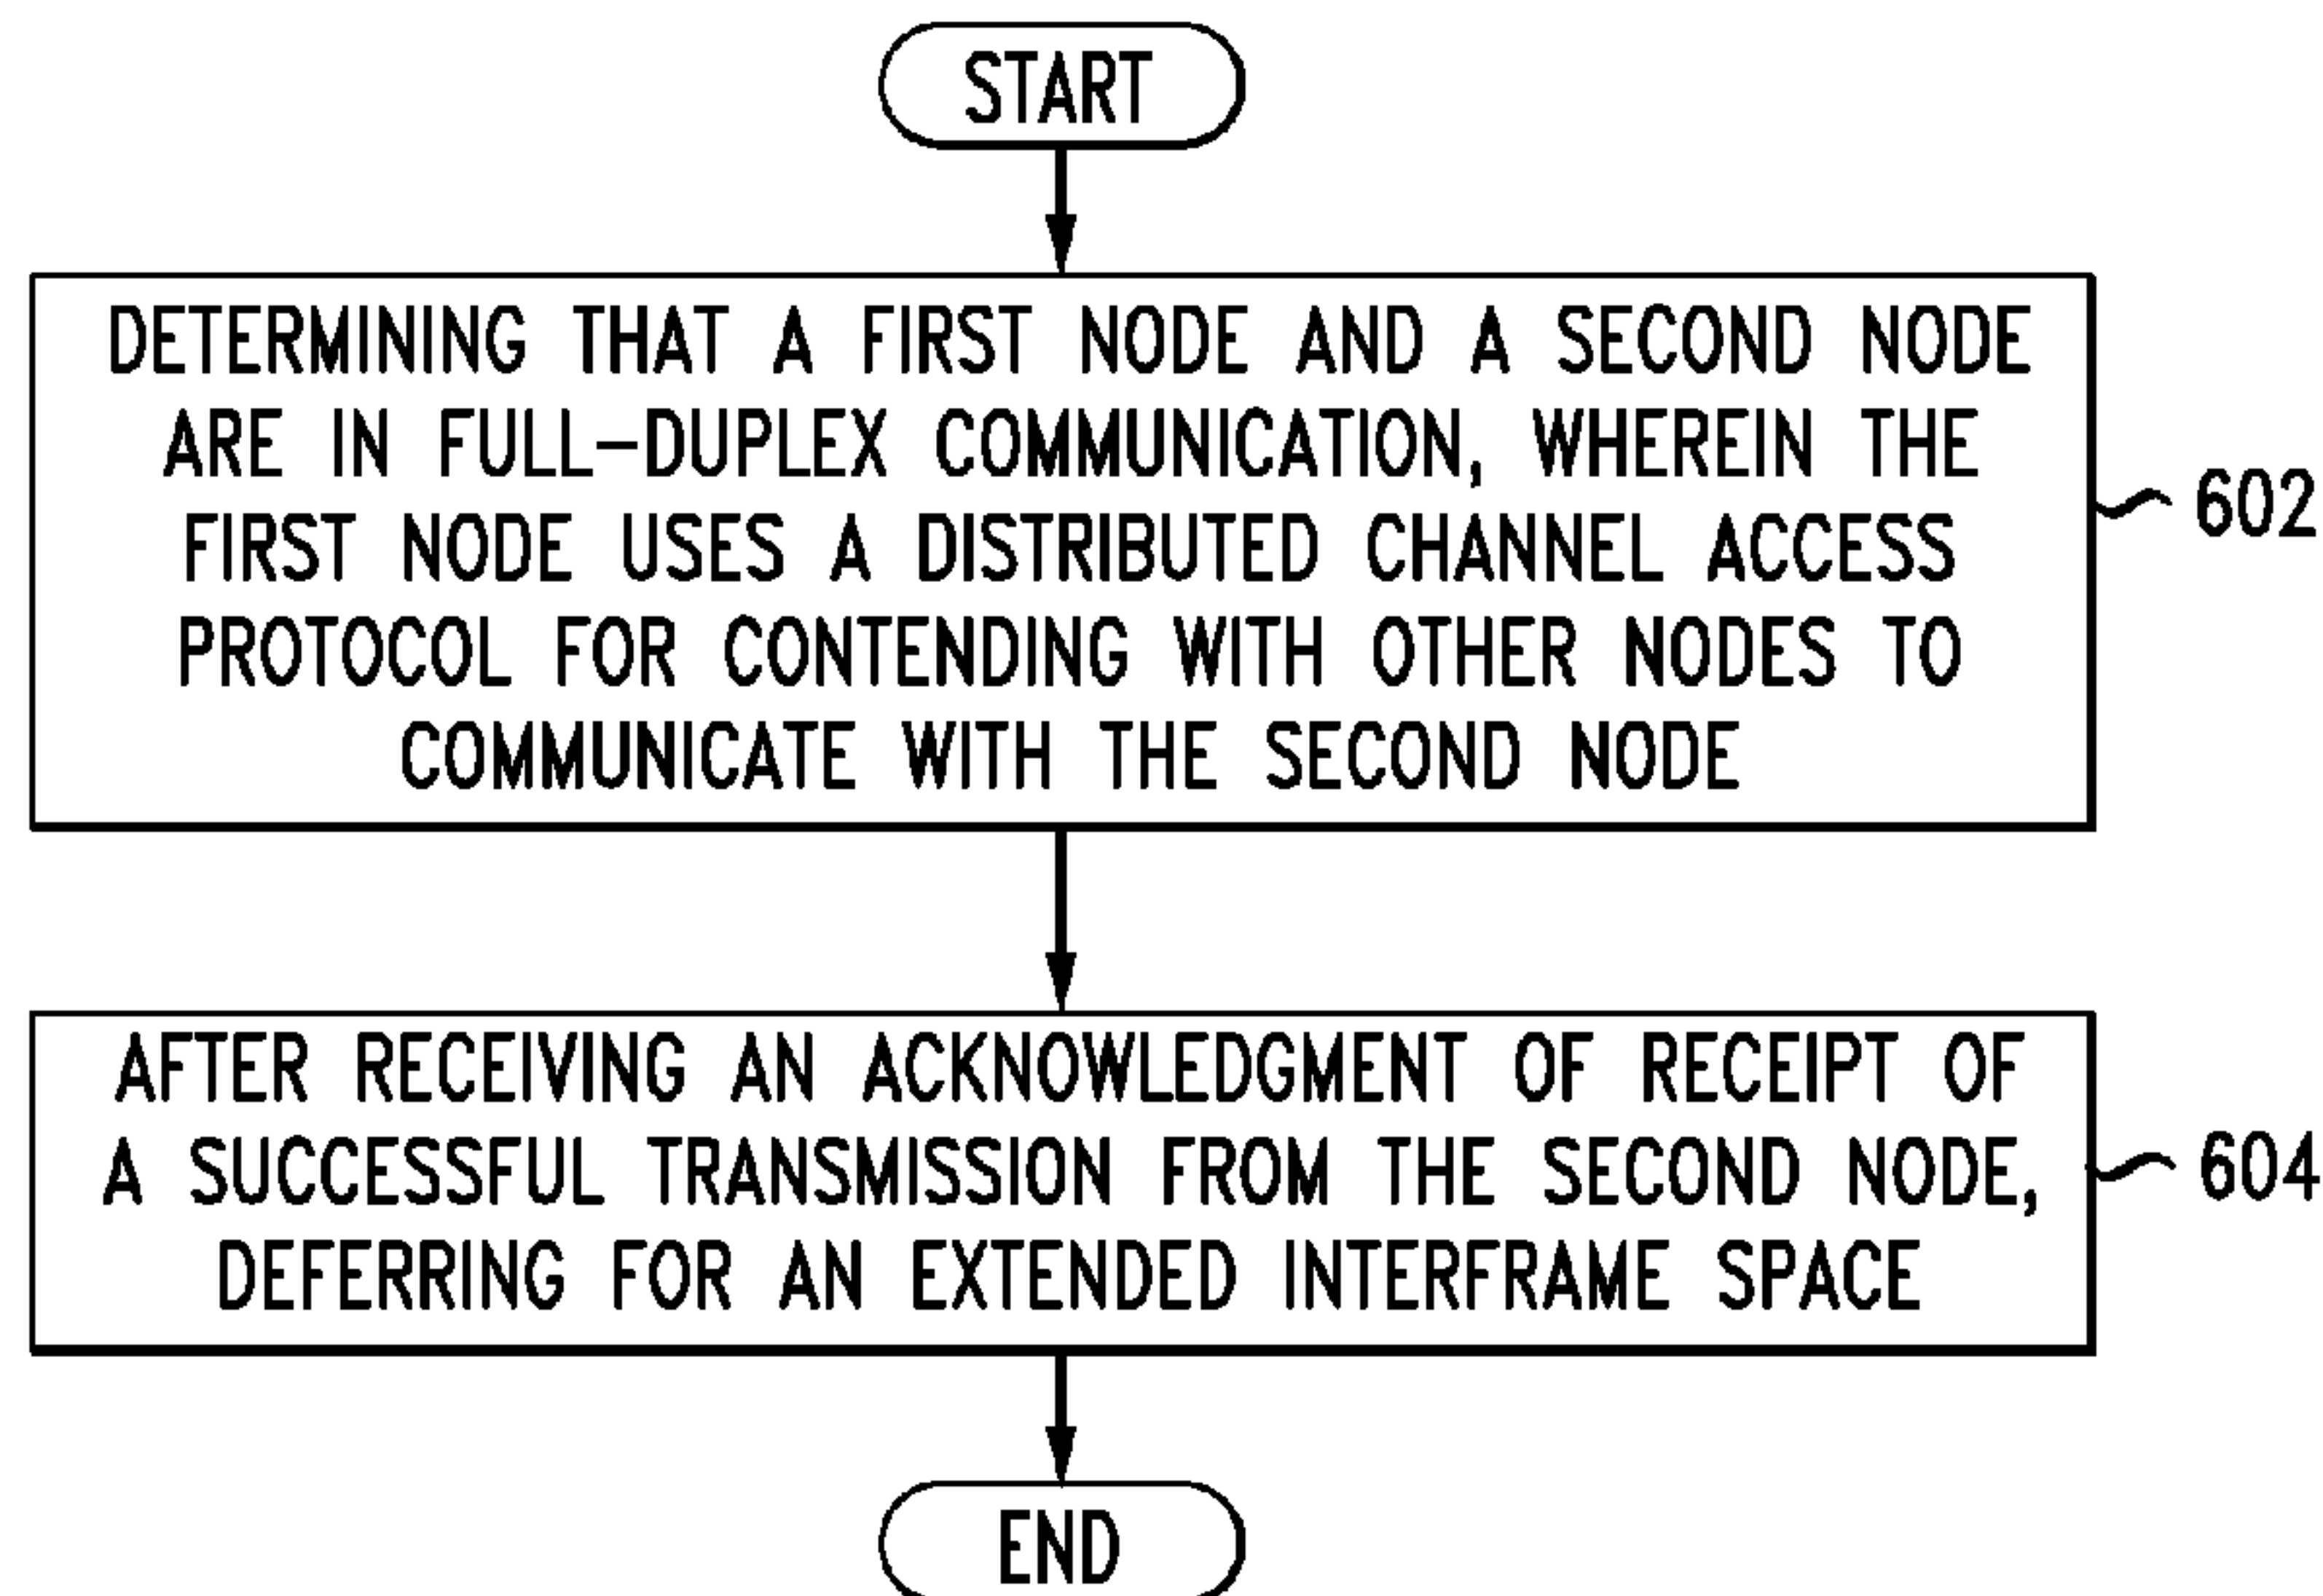 START
DETERMINING THAT A FIRST NODE AND A SECOND NODE
ARE IN FULL-DUPLEX COMMUNICATION, WHEREIN THE
FIRST NODE USES A DISTRIBUTED CHANNEL ACCESS
PROTOCOL FOR CONTENDING WITH OTHER NODES TO
COMMUNICATE WITH THE SECOND NODE
602
AFTER RECEIVING AN ACKNOWLEDGMENT OF RECEIPT OF
A SUCCESSFUL TRANSMISSION FROM THE SECOND NODE,
DEFERRING FOR AN EXTENDED INTERFRAME SPACE
604
END